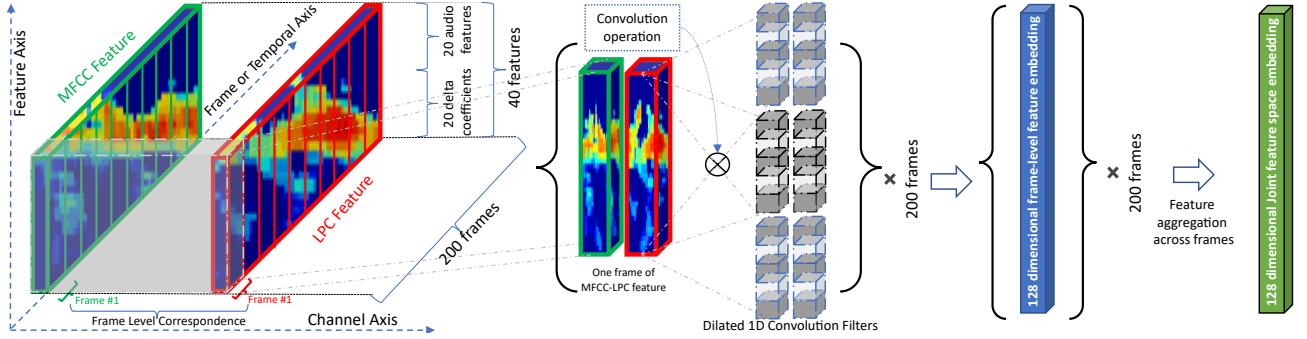 Feature Axis
MFCC Feature
Frame or Temporal Axis
20 audio
features
20 delta
coefficients
40 features
LPC Feature
200 frames
Frame #1
Frame #1
Frame Level Correspondence
Channel Axis
Convolution
operation
One frame of
MFCC-LPC feature
Dilated 1D Convolution Filters
× 200 frames
128 dimensional frame-level feature embedding
× 200 frames
Feature
aggregation
across frames
128 dimensional Joint feature space embedding